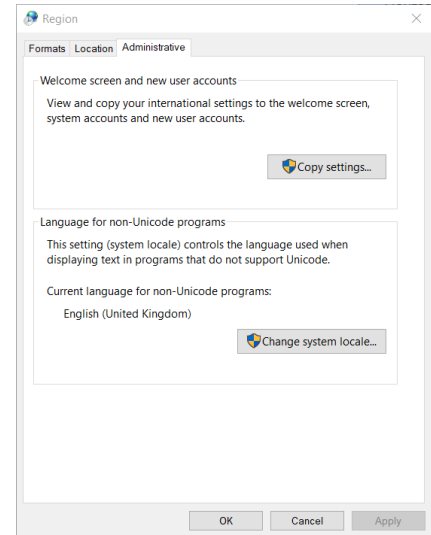 Region
Formats Location Administrative
Welcome screen and new user accounts
View and copy your international settings to the welcome screen,
system accounts and new user accounts.
Copy settings...
Language for non-Unicode programs
This setting (system locale) controls the language used when
displaying text in programs that do not support Unicode.
Current language for non-Unicode programs:
English (United Kingdom)
Change system locale...
OK Cancel Apply